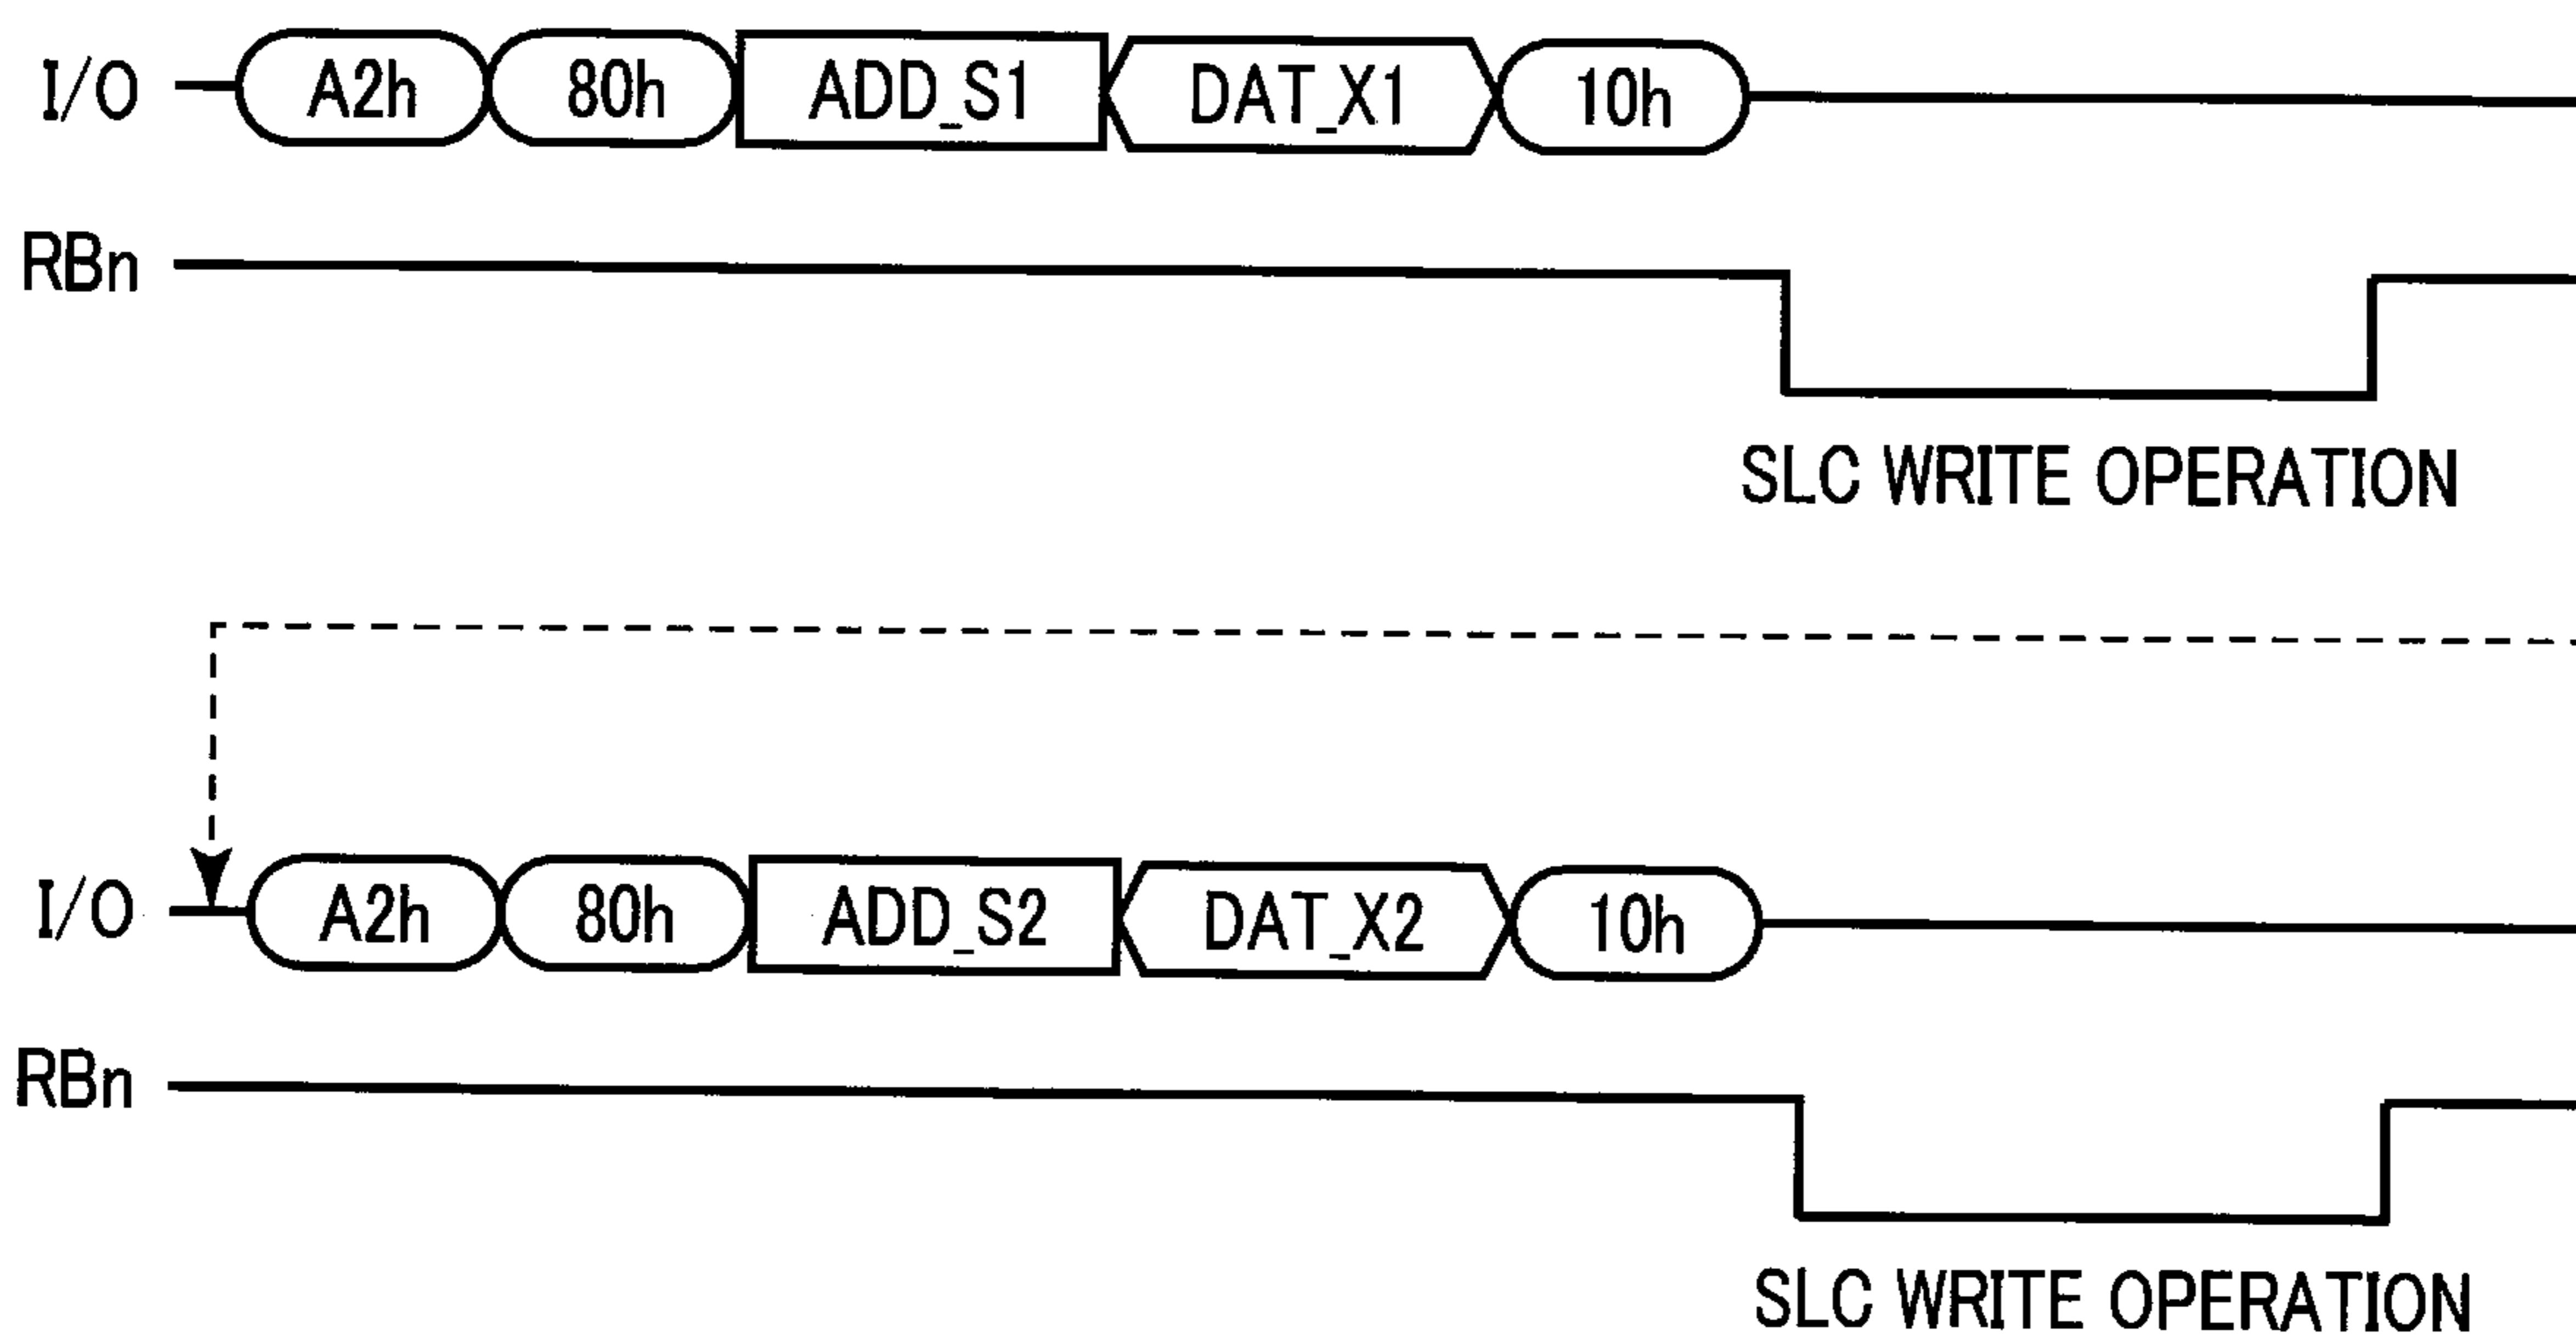 I/O A2h 80h ADD_S1 DAT_X1 10h
RBn
SLC WRITE OPERATION
I/O A2h 80h ADD_S2 DAT_X2 10h
RBn
SLC WRITE OPERATION